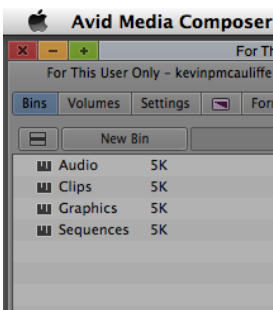 Avid Media Composer
For Th
For This User Only - kevinpmcauliffe
Bins Volumes Settings For
New Bin
Audio 5K
Clips 5K
Graphics 5K
Sequences 5K